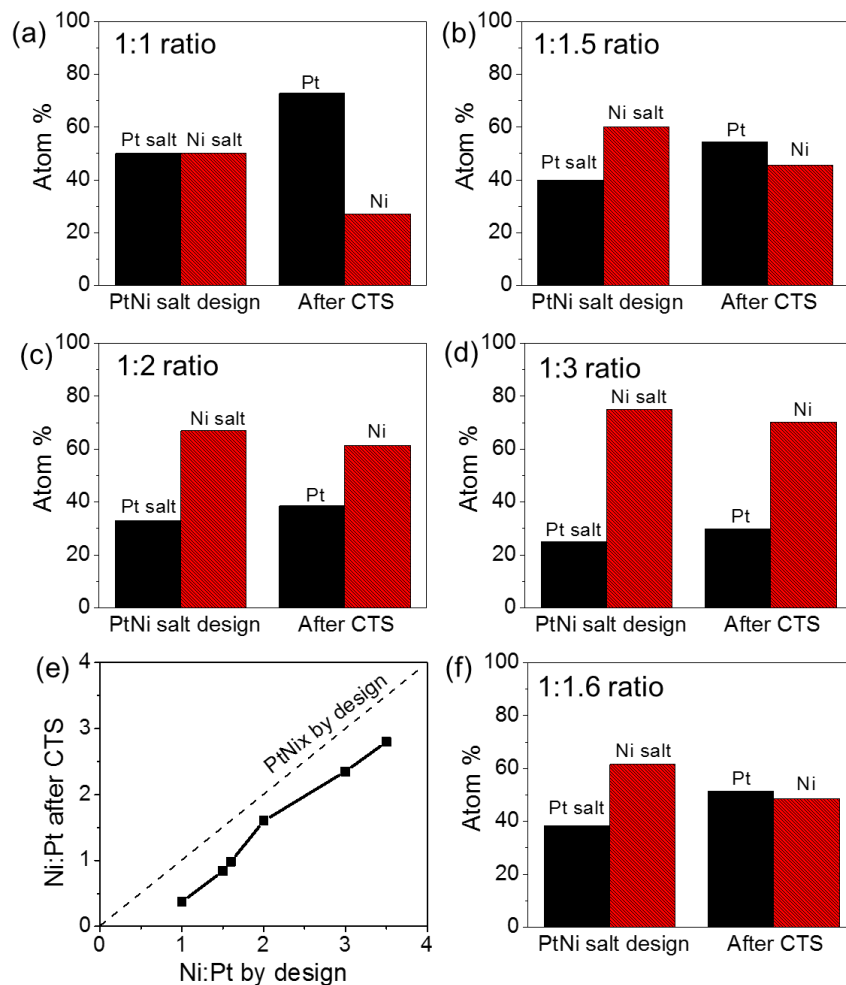 (a)
1:1 ratio
Atom %
100
80
60
40
20
0
Pt salt
Ni salt
Pt
Ni
PtNi salt design
After CTS
(b)
1:1.5 ratio
Atom %
100
80
60
40
20
0
Pt salt
Ni salt
Pt
Ni
PtNi salt design
After CTS
(c)
1:2 ratio
Atom %
100
80
60
40
20
0
Pt salt
Ni salt
Pt
Ni
PtNi salt design
After CTS
(d)
1:3 ratio
Atom %
100
80
60
40
20
0
Pt salt
Ni salt
Pt
Ni
PtNi salt design
After CTS
(e)
Ni:Pt after CTS
4
3
2
1
0
PtNix by design
0 1 2 3 4
Ni:Pt by design
(f)
1:1.6 ratio
Atom %
100
80
60
40
20
0
Pt salt
Ni salt
Pt
Ni
PtNi salt design
After CTS